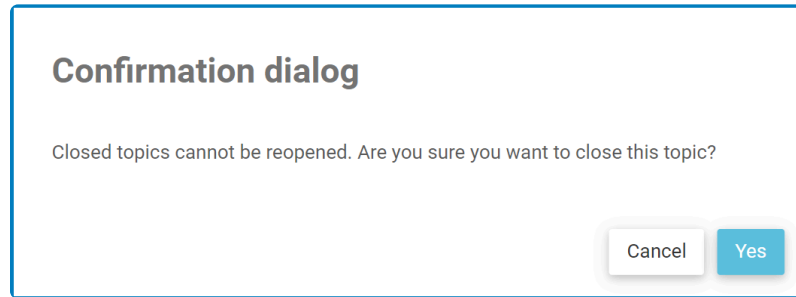 Confirmation dialog
Closed topics cannot be reopened. Are you sure you want to close this topic?
Cancel Yes